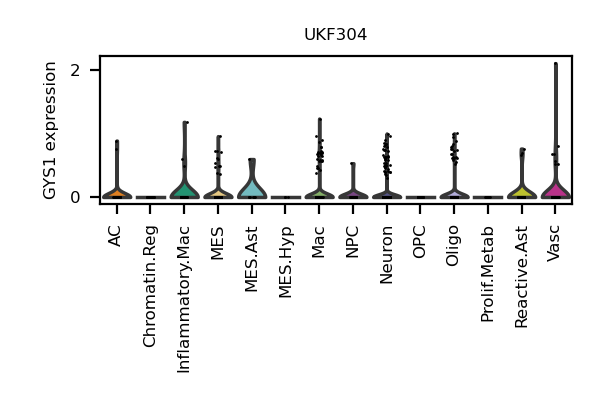 UKF304
GYS1 expression
2
0
AC
Chromatin.Reg
Inflammatory.Mac
MES
MES.Ast
MES.Hyp
Mac
NPC
Neuron
OPC
Oligo
Prolif.Metab
Reactive.Ast
Vasc